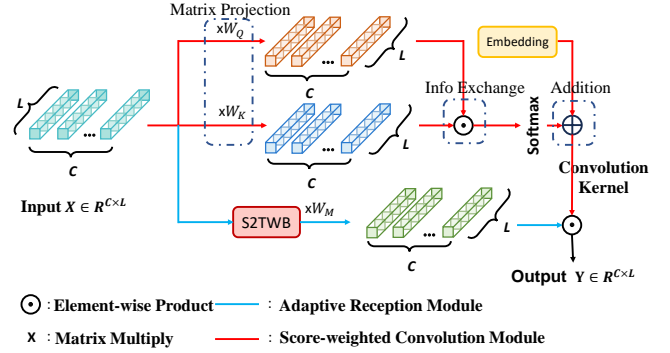 Matrix Projection
xW_Q
Embedding
L
C
L
Info Exchange
Addition
xW_K
Softmax
...
C
L
C
Convolution
Kernel
Input X ∈ R^{C×L}
S2TWB
xW_M
L
C
Output Y ∈ R^{C×L}
⊙ : Element-wise Product
: Adaptive Reception Module
x : Matrix Multiply
: Score-weighted Convolution Module